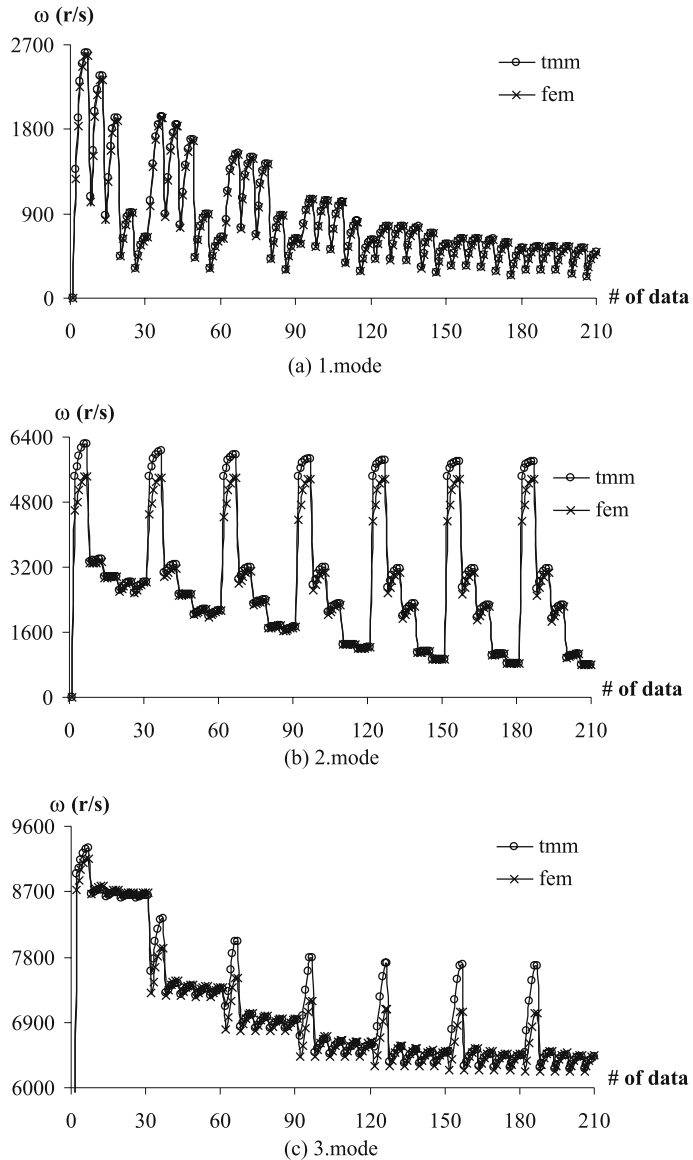 ω (r/s)
2700
1800
900
0
tmm
fem
0 30 60 90 120 150 180 210
# of data
(a) 1.mode
ω (r/s)
6400
4800
3200
1600
0
tmm
fem
# of data
0 30 60 90 120 150 180 210
(b) 2.mode
ω (r/s)
9600
8700
7800
6900
6000
tmm
fem
# of data
0 30 60 90 120 150 180 210
(c) 3.mode